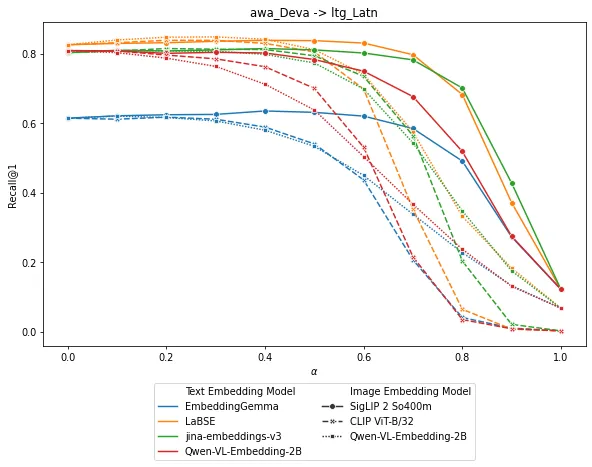 awa_Deva -> ltg_Latn
Recall@1
0.8
0.6
0.4
0.2
0.0
0.0 0.2 0.4 0.6 0.8 1.0
α
Text Embedding Model Image Embedding Model
EmbeddingGemma SigLIP 2 So400m
LaBSE CLIP ViT-B/32
jina-embeddings-v3 Qwen-VL-Embedding-2B
Qwen-VL-Embedding-2B